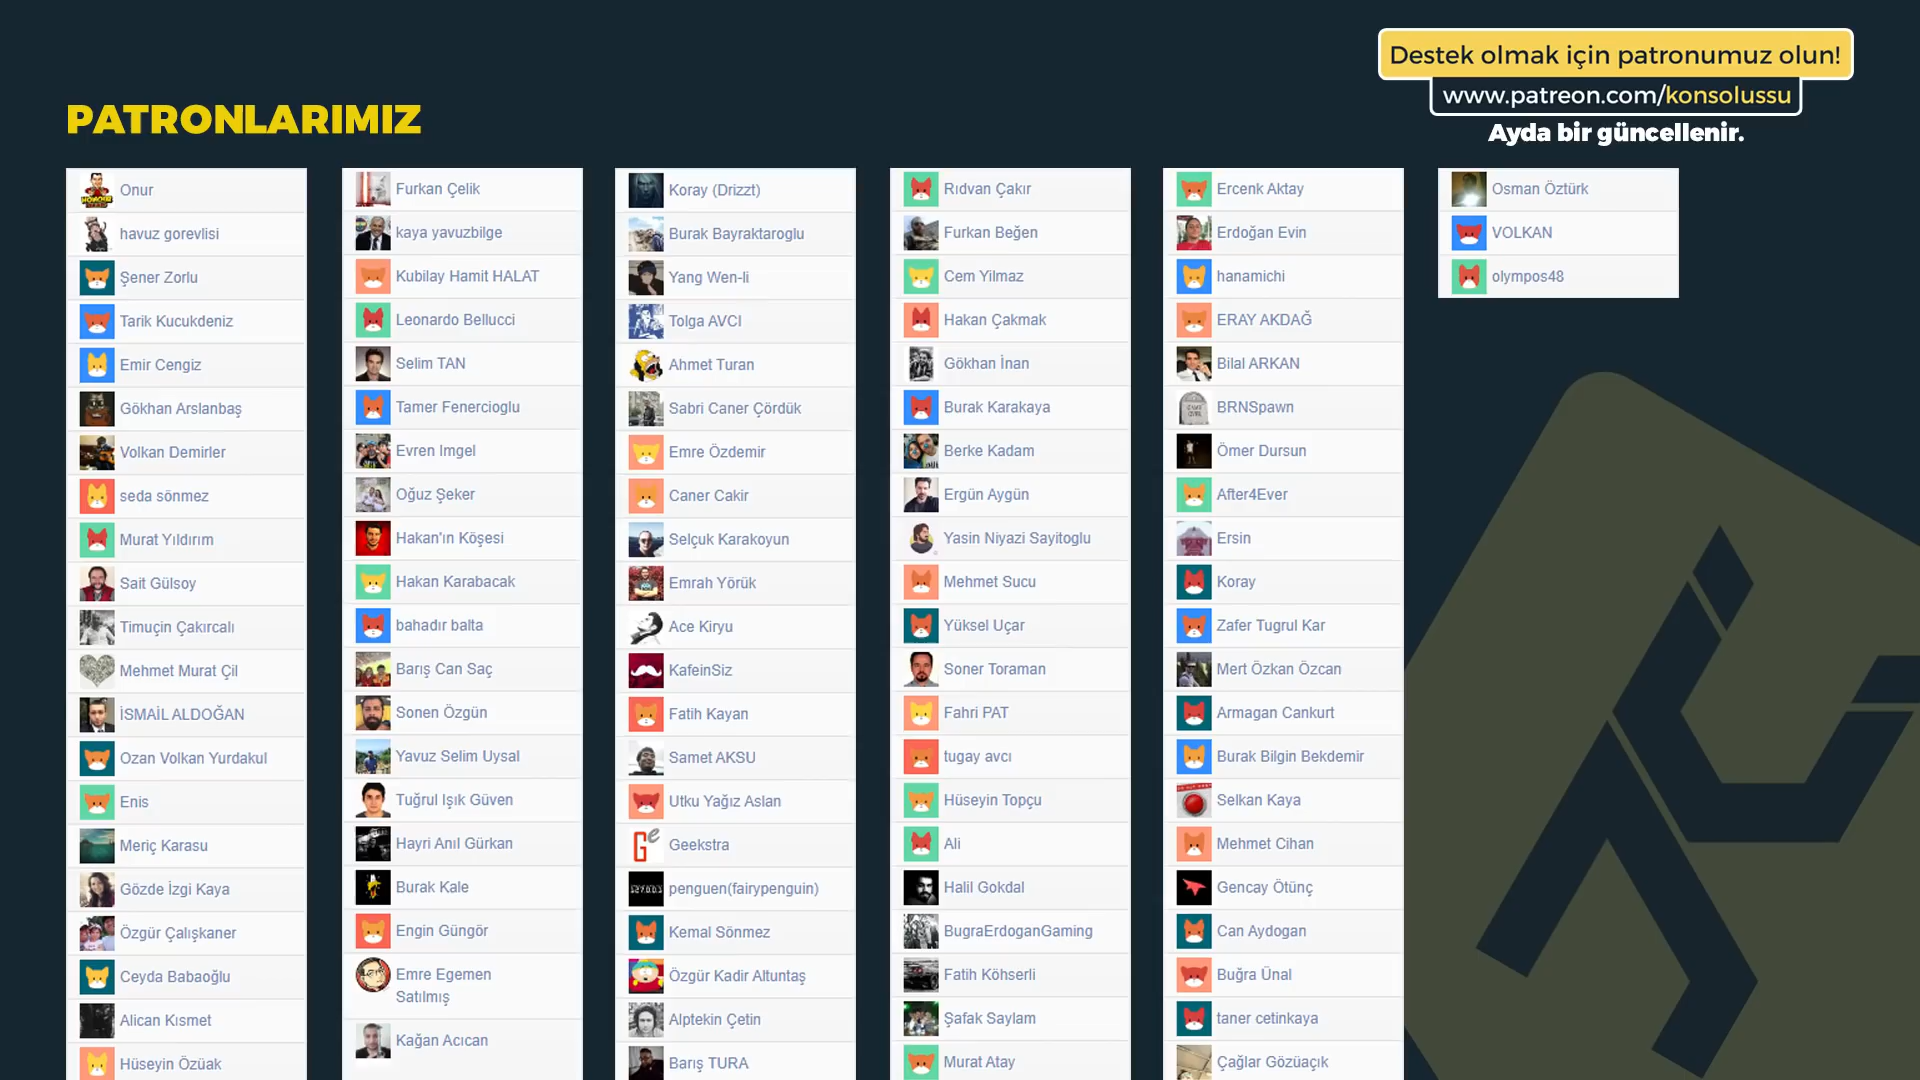 Destek olmak için patronumuz olun!
www.patreon.com/konsolussu
Ayda bir güncellenir.
PATRONLARIMIZ
Onur
havuz gorevlisi
Şener Zorlu
Tarik Kucukdeniz
Emir Cengiz
Gökhan Arslanbaş
Volkan Demirler
seda sönmez
Murat Yıldırım
Sait Gülsoy
Timuçin Çakırcalı
Mehmet Murat Çil
İSMAİL ALDOĞAN
Ozan Volkan Yurdakul
Enis
Meriç Karasu
Gözde İzgi Kaya
Özgür Çalışkaner
Ceyda Babaoğlu
Alican Kısmet
Hüseyin Özüak
Furkan Çelik
kaya yavuzbilge
Kubilay Hamit HALAT
Leonardo Bellucci
Selim TAN
Tamer Fenercioglu
Evren Imgel
Oğuz Şeker
Hakan'ın Köşesi
Hakan Karabacak
bahadır balta
Barış Can Saç
Sonen Özgün
Yavuz Selim Uysal
Tuğrul Işık Güven
Hayri Anıl Gürkan
Burak Kale
Engin Güngör
Emre Egemen
Satılmış
Kağan Acıcan
Koray (Drizzt)
Burak Bayraktaroglu
Yang Wen-li
Tolga AVCI
Ahmet Turan
Sabri Caner Çördük
Emre Özdemir
Caner Cakir
Selçuk Karakoyun
Emrah Yörük
Ace Kiryu
KafeinSiz
Fatih Kayan
Samet AKSU
Utku Yağız Aslan
Geekstra
penguen(fairypenguin)
Kemal Sönmez
Özgür Kadir Altuntaş
Alptekin Çetin
Barış TURA
Rıdvan Çakır
Furkan Beğen
Cem Yilmaz
Hakan Çakmak
Gökhan İnan
Burak Karakaya
Berke Kadam
Ergün Aygün
Yasin Niyazi Sayitoglu
Mehmet Sucu
Yüksel Uçar
Soner Toraman
Fahri PAT
tugay avcı
Hüseyin Topçu
Ali
Halil Gokdal
BugraErdoganGaming
Fatih Köhserli
Şafak Saylam
Murat Atay
Ercenk Aktay
Erdoğan Evin
hanamichi
ERAY AKDAĞ
Bilal ARKAN
BRNSpawn
Ömer Dursun
After4Ever
Ersin
Koray
Zafer Tugrul Kar
Mert Özkan Özcan
Armagan Cankurt
Burak Bilgin Bekdemir
Selkan Kaya
Mehmet Cihan
Gencay Ötünç
Can Aydogan
Buğra Ünal
taner cetinkaya
Çağlar Gözüaçık
Osman Öztürk
VOLKAN
olympos48